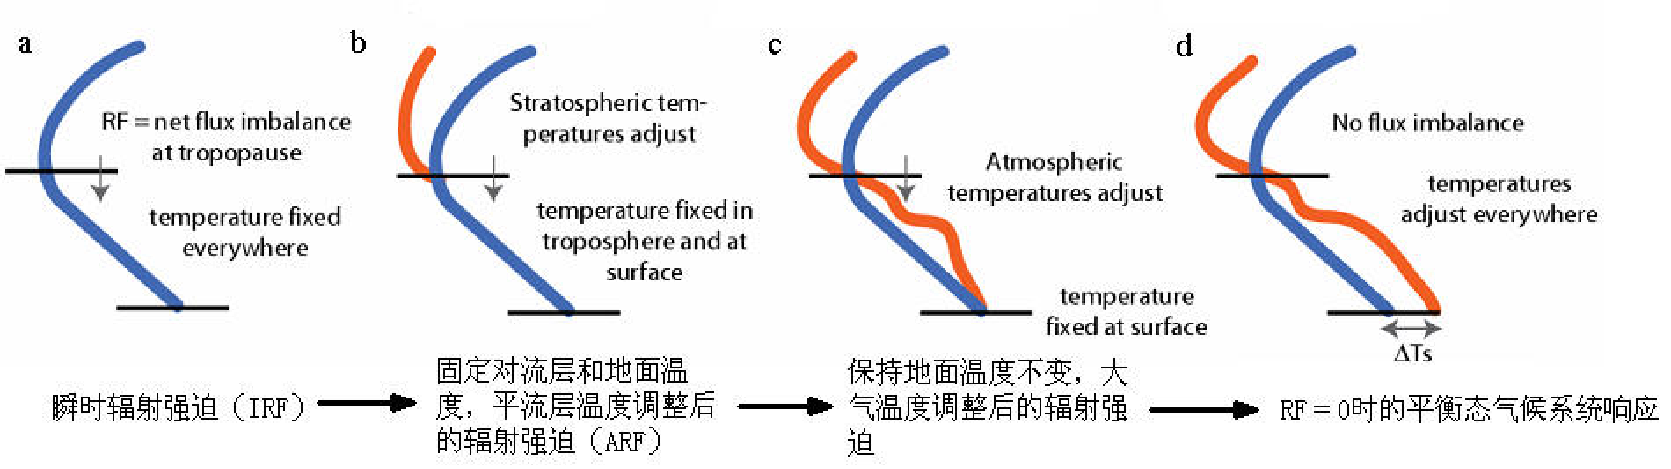 a
RF = net flux imbalance
at tropopause
temperature fixed
everywhere
b
Stratospheric tem-
peratures adjust
temperature fixed in
troposphere and at
surface
c
Atmospheric
temperatures adjust
temperature
fixed at surface
d
No flux imbalance
temperatures
adjust everywhere
ΔTs
瞬时辐射强迫（IRF）
固定对流层和地面温
度，平流层温度调整后
的辐射强迫（ARF）
保持地面温度不变，大
气温度调整后的辐射强
迫
RF = 0时的平衡态气候系统响应